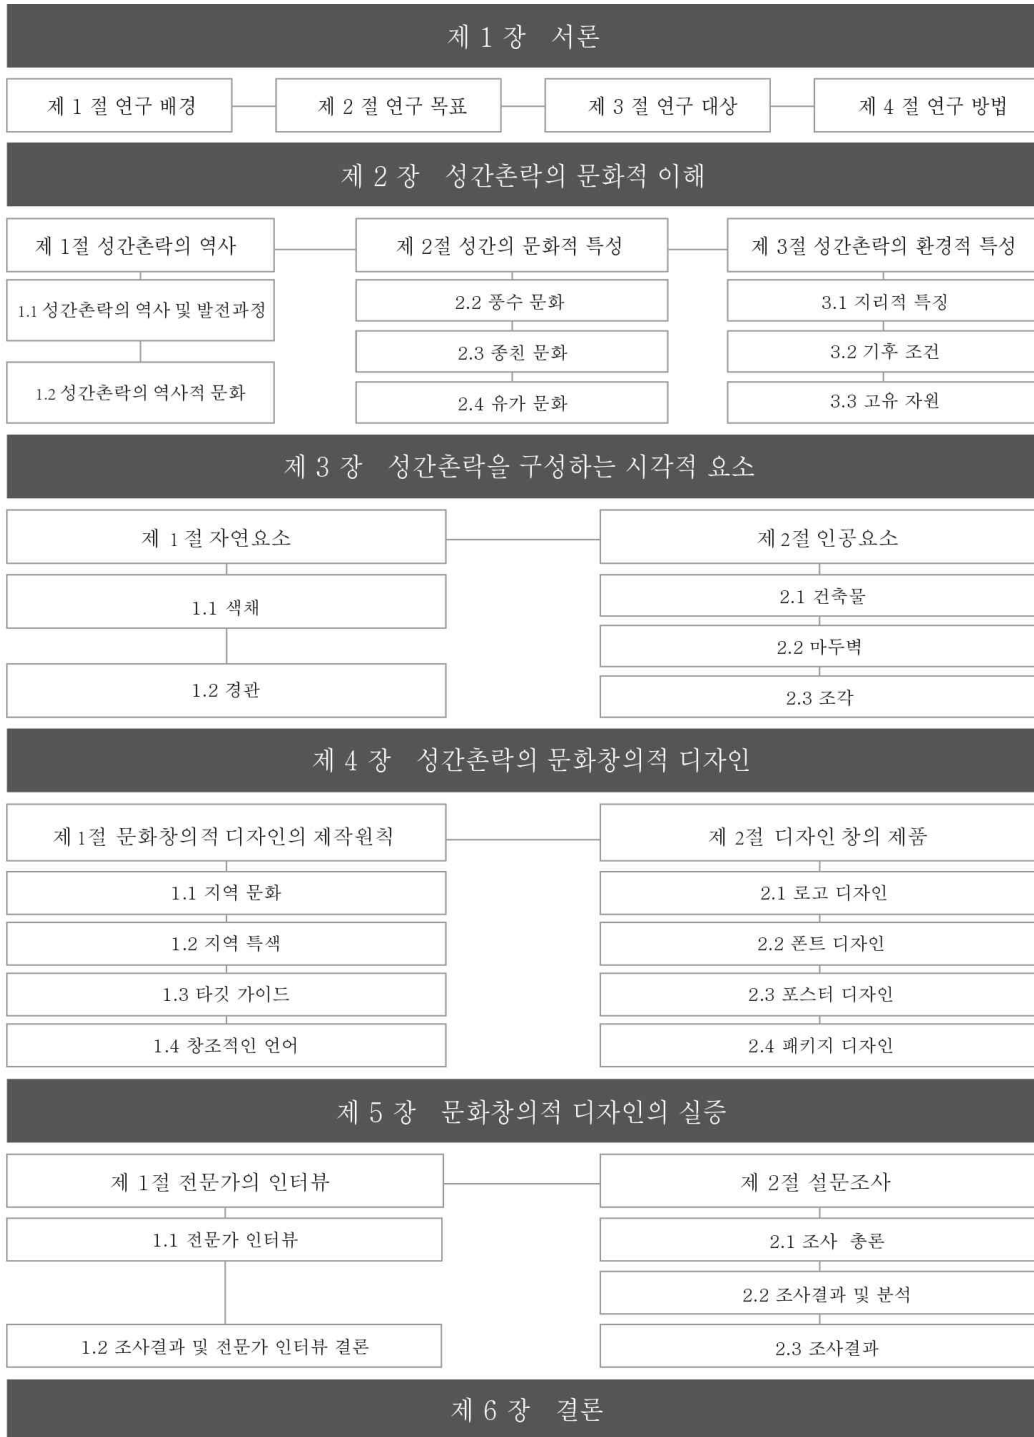 제 1 장 서론
제 1 절 연구 배경
제 2 절 연구 목표
제 3 절 연구 대상
제 4 절 연구 방법
제 2 장 성간촌락의 문화적 이해
제 1절 성간촌락의 역사
1.1 성간촌락의 역사 및 발전과정
1.2 성간촌락의 역사적 문화
제 2절 성간의 문화적 특성
2.2 풍수 문화
2.3 종친 문화
2.4 유가 문화
제 3절 성간촌락의 환경적 특성
3.1 지리적 특징
3.2 기후 조건
3.3 고유 자원
제 3 장 성간촌락을 구성하는 시각적 요소
제 1 절 자연요소
1.1 색채
1.2 경관
제 2절 인공요소
2.1 건축물
2.2 마두벽
2.3 조각
제 4 장 성간촌락의 문화창의적 디자인
제 1절 문화창의적 디자인의 제작원칙
1.1 지역 문화
1.2 지역 특색
1.3 타깃 가이드
1.4 창조적인 언어
제 2절 디자인 창의 제품
2.1 로고 디자인
2.2 폰트 디자인
2.3 포스터 디자인
2.4 패키지 디자인
제 5 장 문화창의적 디자인의 실증
제 1절 전문가의 인터뷰
1.1 전문가 인터뷰
1.2 조사결과 및 전문가 인터뷰 결론
제 2절 설문조사
2.1 조사 총론
2.2 조사결과 및 분석
2.3 조사결과
제 6 장 결론